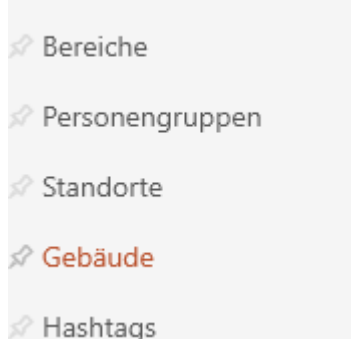 Bereiche
Personengruppen
Standorte
Gebäude
Hashtags